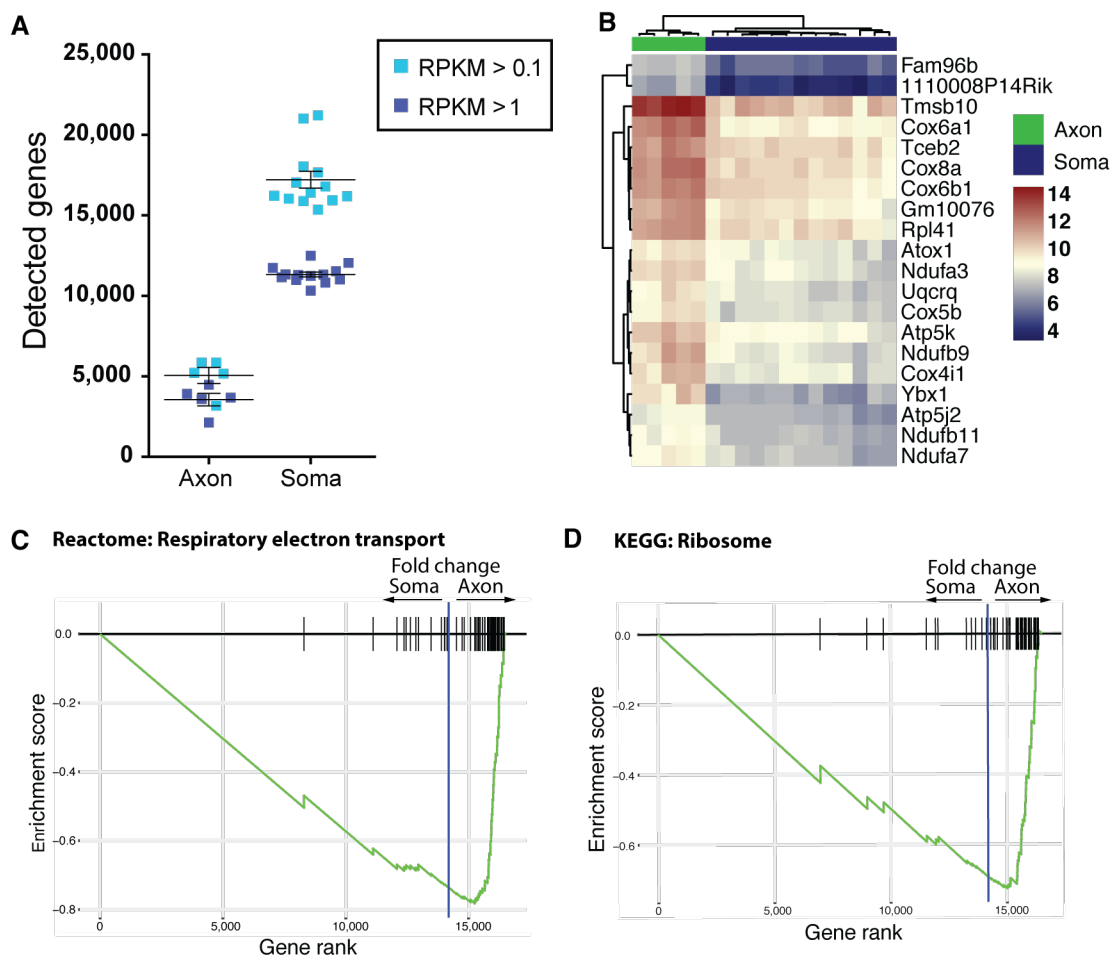 A
25,000
20,000
15,000
10,000
5,000
0
Detected genes
Axon
Soma
RPKM > 0.1
RPKM > 1
B
Fam96b
1110008P14Rik
Tmsb10
Cox6a1
Tceb2
Cox8a
Cox6b1
Gm10076
Rpl41
Atox1
Ndufa3
Uqcrq
Cox5b
Atp5k
Ndufb9
Cox4i1
Ybx1
Atp5j2
Ndufb11
Ndufa7
Axon
Soma
14
12
10
8
6
4
C
Reactome: Respiratory electron transport
Fold change
Soma Axon
0.0
−0.2
−0.4
−0.6
−0.8
Enrichment score
0 5,000 10,000 15,000
Gene rank
D
KEGG: Ribosome
Fold change
Soma Axon
0.0
−0.2
−0.4
−0.6
Enrichment score
0 5,000 10,000 15,000
Gene rank